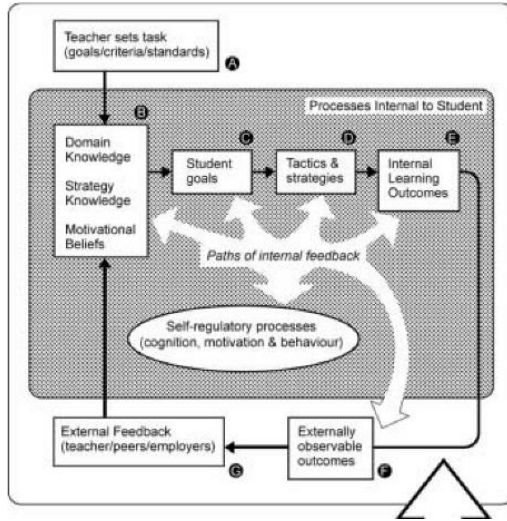 Teacher sets task
(goals/criteria/standards)
A
Processes Internal to Student
B
Domain
Knowledge
Strategy
Knowledge
Motivational
Beliefs
C
Student
goals
D
Tactics &
strategies
E
Internal
Learning
Outcomes
Paths of internal feedback
Self-regulatory processes
(cognition, motivation & behaviour)
External Feedback
(teacher/peers/employers)
G
Externally
observable
outcomes
F